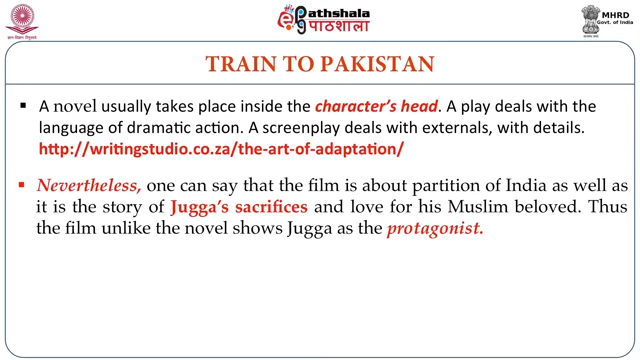 Pathshala
पाठशाला
MHRD
Govt. of India
TRAIN TO PAKISTAN
▪ A novel usually takes place inside the character's head. A play deals with the
language of dramatic action. A screenplay deals with externals, with details.
http://writingstudio.co.za/the-art-of-adaptation/
▪ Nevertheless, one can say that the film is about partition of India as well as
it is the story of Jugga's sacrifices and love for his Muslim beloved. Thus
the film unlike the novel shows Jugga as the protagonist.